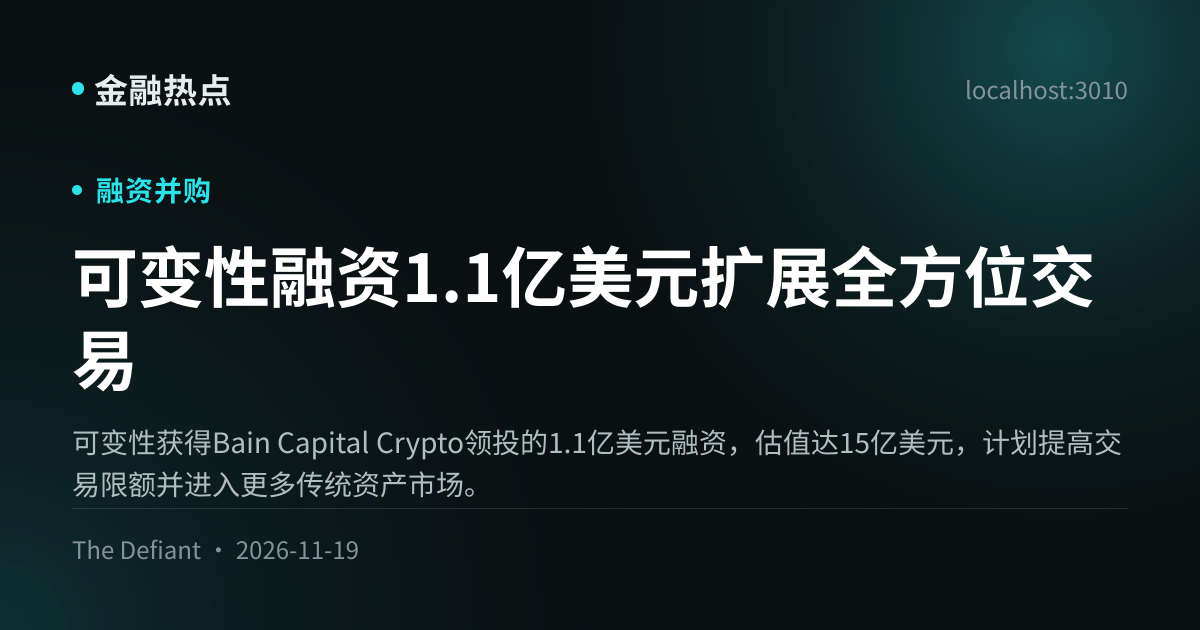 金融热点
localhost:3010
融资并购
可变性融资1.1亿美元扩展全方位交
易
可变性获得Bain Capital Crypto领投的1.1亿美元融资，估值达15亿美元，计划提高交
易限额并进入更多传统资产市场。
The Defiant • 2026-11-19